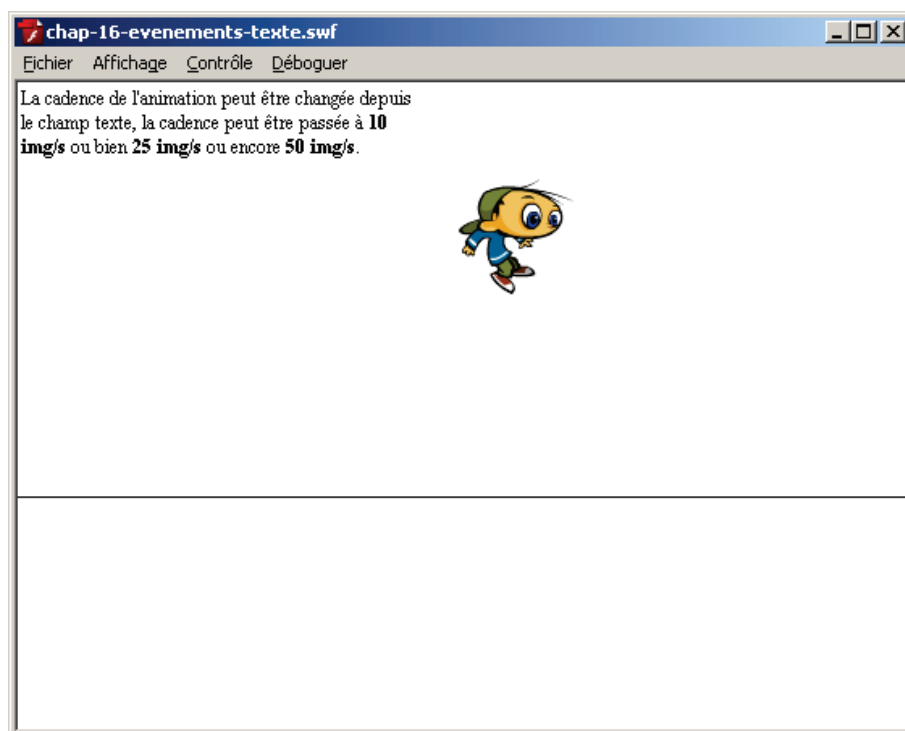 chap-16-evenements-texte.swf
Fichier Affichage Contrôle Déboguer
La cadence de l'animation peut être changée depuis
le champ texte, la cadence peut être passée à 10
img/s ou bien 25 img/s ou encore 50 img/s.